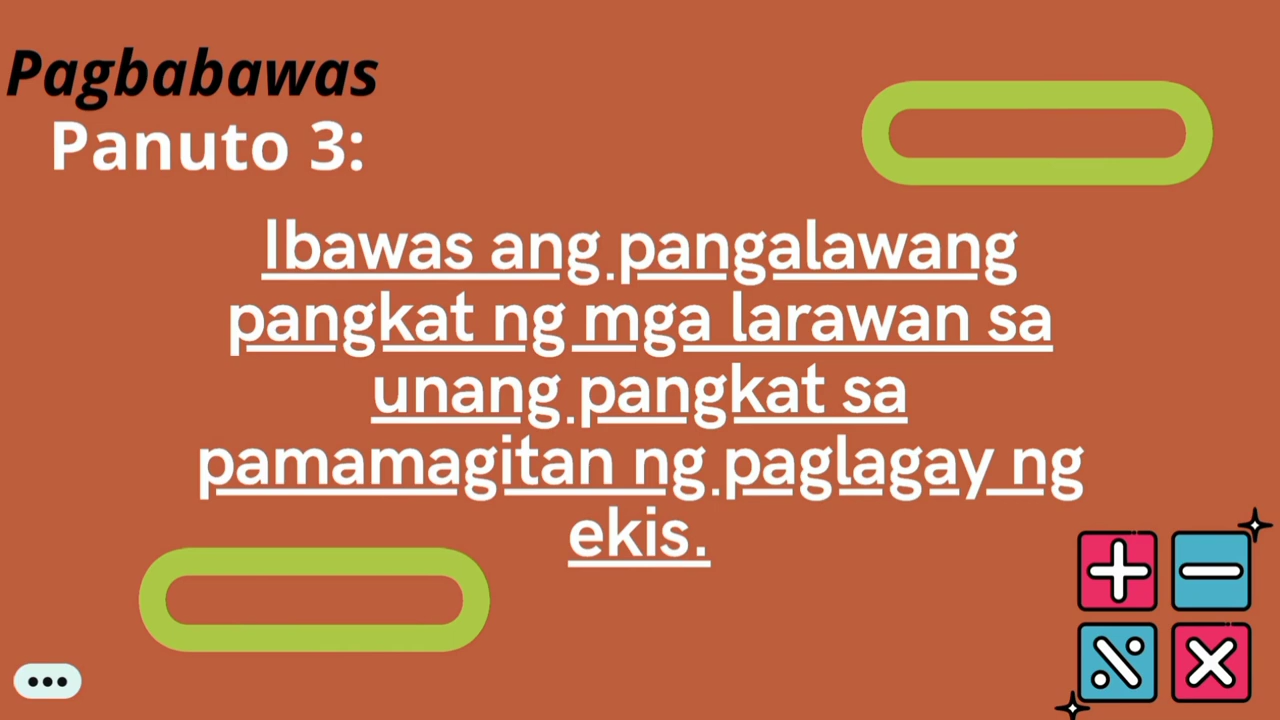 Pagbabawas
Panuto 3:
Ibawas ang pangalawang
pangkat ng mga larawan sa
unang pangkat sa
pamamagitan ng paglagay ng
ekis.